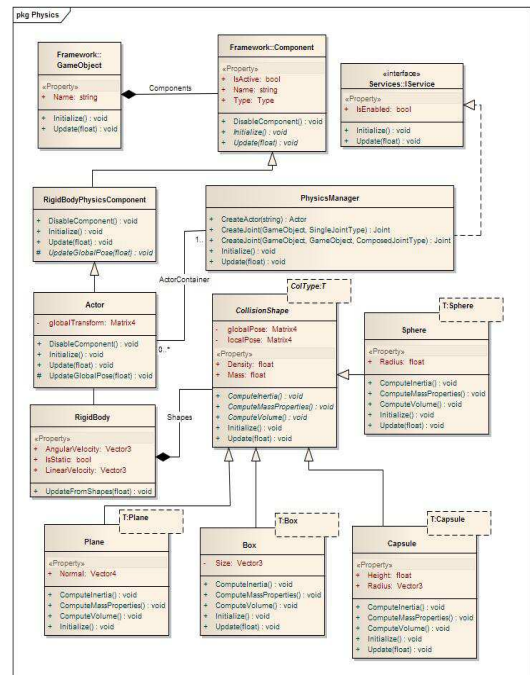 pkg Physics
Framework::
GameObject
«Property»
+ Name: string
+ Initialize() : void
+ Update(float) : void
Components
Framework::Component
«Property»
+ IsActive: bool
+ Name: string
+ Type: Type
+ DisableComponent() : void
+ Initialize() : void
+ Update(float) : void
«interface»
Services::IService
«Property»
+ IsEnabled: bool
+ Initialize() : void
+ Update(float) : void
RigidBodyPhysicsComponent
+ DisableComponent() : void
+ Initialize() : void
+ Update(float) : void
# UpdateGlobalPose(float) : void
PhysicsManager
+ CreateActor(string) : Actor
+ CreateJoint(GameObject, SingleJointType) : Joint
+ CreateJoint(GameObject, GameObject, ComposedJointType) : Joint
+ Initialize() : void
+ Update(float) : void
1..
ActorContainer
0..*
Actor
- globalTransform: Matrix4
+ DisableComponent() : void
+ Initialize() : void
+ Update(float) : void
# UpdateGlobalPose(float) : void
ColType:T
CollisionShape
- globalPose: Matrix4
- localPose: Matrix4
«Property»
+ Density: float
+ Mass: float
+ ComputeInertia() : void
+ ComputeMassProperties() : void
+ ComputeVolume() : void
+ Initialize() : void
+ Update(float) : void
T:Sphere
Sphere
«Property»
+ Radius: float
+ ComputeInertia() : void
+ ComputeMassProperties() : void
+ ComputeVolume() : void
+ Initialize() : void
+ Update(float) : void
RigidBody
«Property»
+ AngularVelocity: Vector3
+ IsStatic: bool
+ LinearVelocity: Vector3
+ UpdateFromShapes(float) : void
Shapes
T:Plane
Plane
«Property»
+ Normal: Vector4
+ ComputeInertia() : void
+ ComputeMassProperties() : void
+ ComputeVolume() : void
+ Initialize() : void
T:Box
Box
- Size: Vector3
+ ComputeInertia() : void
+ ComputeMassProperties() : void
+ ComputeVolume() : void
+ Initialize() : void
+ Update(float) : void
T:Capsule
Capsule
«Property»
+ Height: float
+ Radius: Vector3
+ ComputeInertia() : void
+ ComputeMassProperties() : void
+ ComputeVolume() : void
+ Initialize() : void
+ Update(float) : void